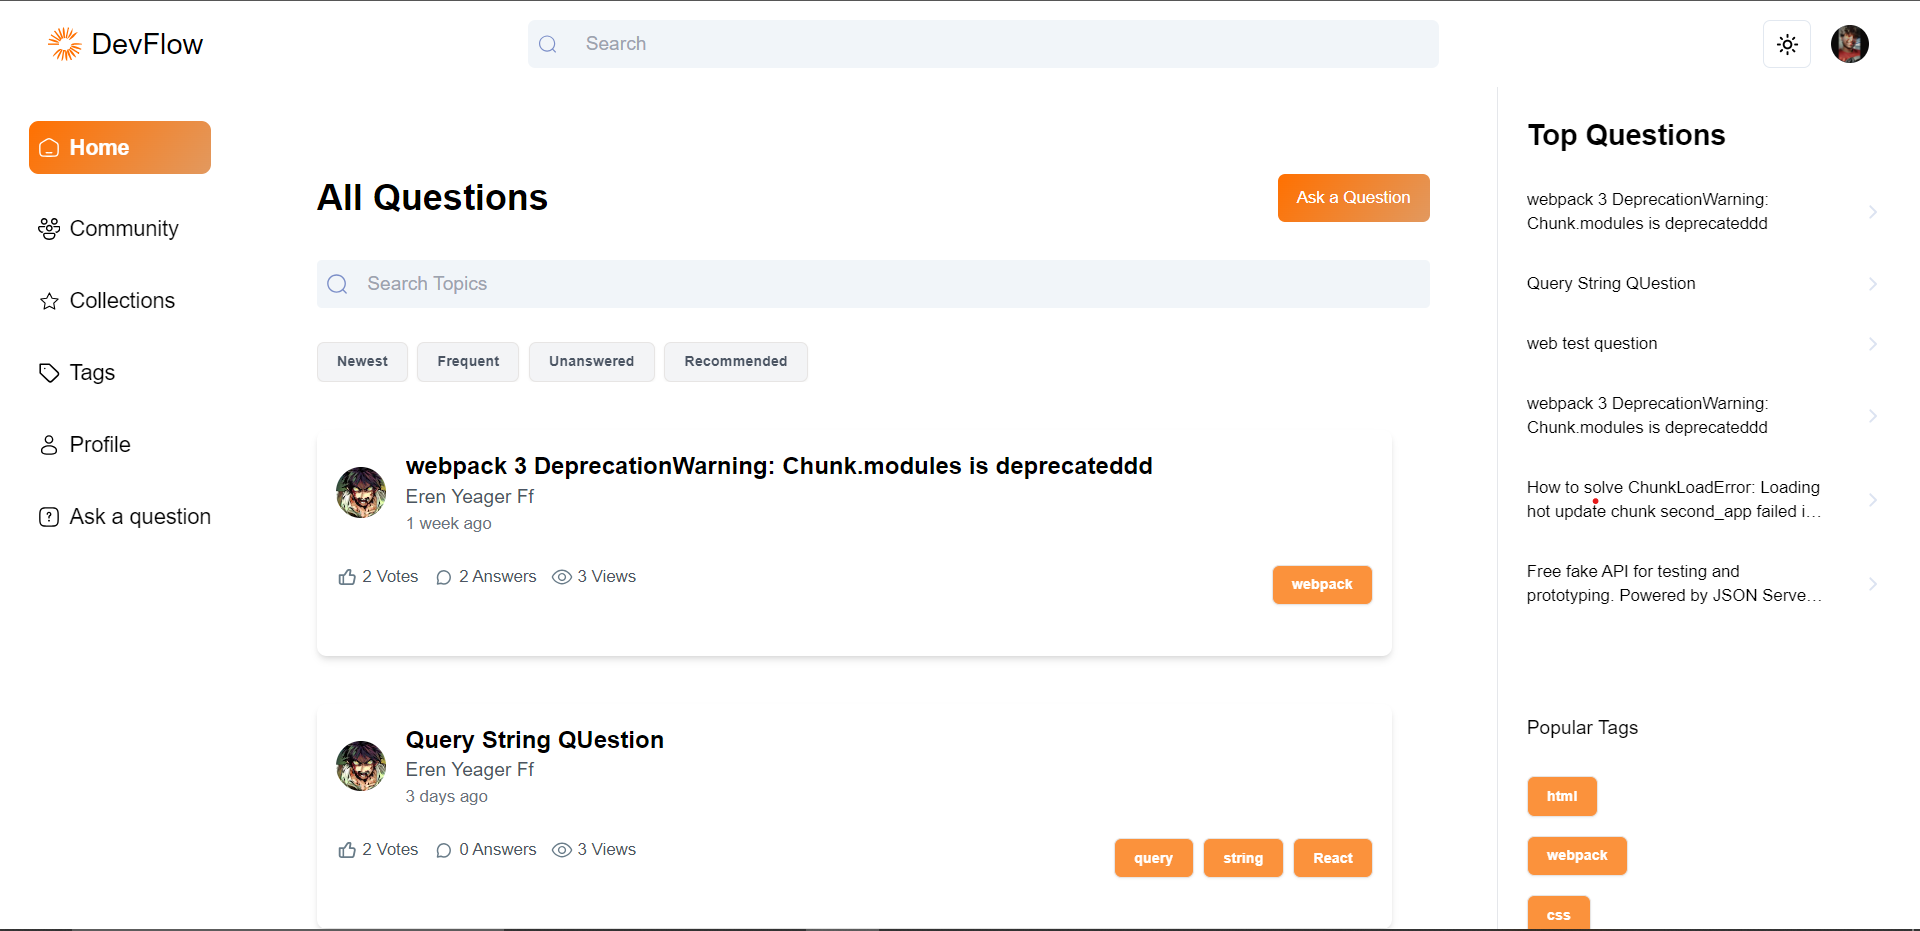 DevFlow
Search
Home
Community
Collections
Tags
Profile
Ask a question
All Questions
Ask a Question
Search Topics
Newest
Frequent
Unanswered
Recommended
webpack 3 DeprecationWarning: Chunk.modules is deprecateddd
Eren Yeager Ff
1 week ago
2 Votes
2 Answers
3 Views
webpack
Query String QUestion
Eren Yeager Ff
3 days ago
2 Votes
0 Answers
3 Views
query
string
React
Top Questions
webpack 3 DeprecationWarning:
Chunk.modules is deprecateddd
Query String QUestion
web test question
webpack 3 DeprecationWarning:
Chunk.modules is deprecateddd
How to solve ChunkLoadError: Loading
hot update chunk second_app failed i...
Free fake API for testing and
prototyping. Powered by JSON Serve...
Popular Tags
html
webpack
css